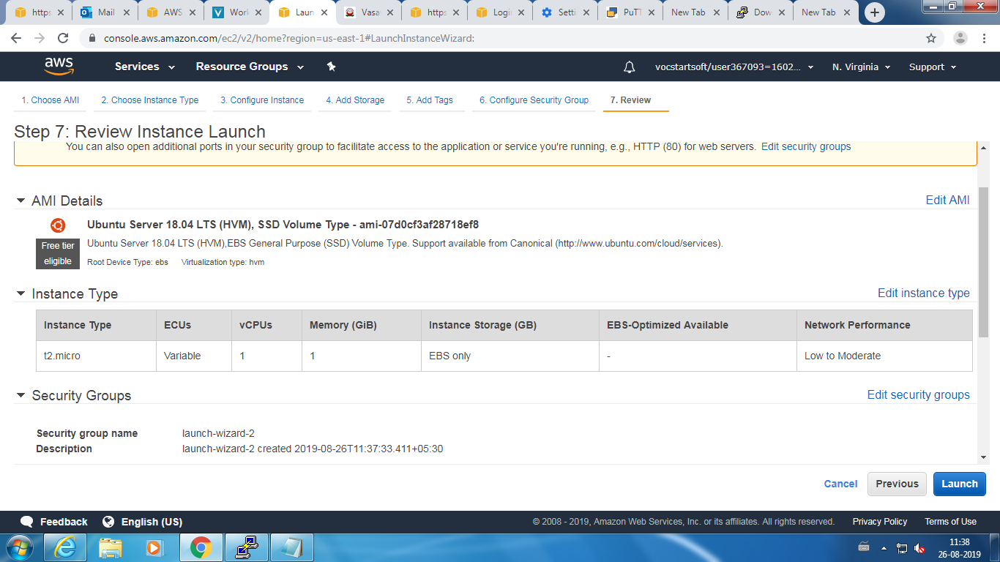 https
Mail
AWS
Work
Laun
Vasa
https
Logi
Setti
PuTT
New Tab
Dow
New Tab
console.aws.amazon.com/ec2/v2/home?region=us-east-1#LaunchInstanceWizard:
aws Services Resource Groups vocstartsoft/user367093=1602... N. Virginia Support
1. Choose AMI 2. Choose Instance Type 3. Configure Instance 4. Add Storage 5. Add Tags 6. Configure Security Group 7. Review
Step 7: Review Instance Launch
You can also open additional ports in your security group to facilitate access to the application or service you're running, e.g., HTTP (80) for web servers. Edit security groups
AMI Details Edit AMI
Ubuntu Server 18.04 LTS (HVM), SSD Volume Type - ami-07d0cf3af28718ef8
Free tier
eligible
Ubuntu Server 18.04 LTS (HVM),EBS General Purpose (SSD) Volume Type. Support available from Canonical (http://www.ubuntu.com/cloud/services).
Root Device Type: ebs Virtualization type: hvm
Instance Type Edit instance type
Instance Type ECUs vCPUs Memory (GiB) Instance Storage (GB) EBS-Optimized Available Network Performance
t2.micro Variable 1 1 EBS only - Low to Moderate
Security Groups Edit security groups
Security group name launch-wizard-2
Description launch-wizard-2 created 2019-08-26T11:37:33.411+05:30
Cancel Previous Launch
Feedback English (US) © 2008 - 2019, Amazon Web Services, Inc. or its affiliates. All rights reserved. Privacy Policy Terms of Use
11:38
26-08-2019